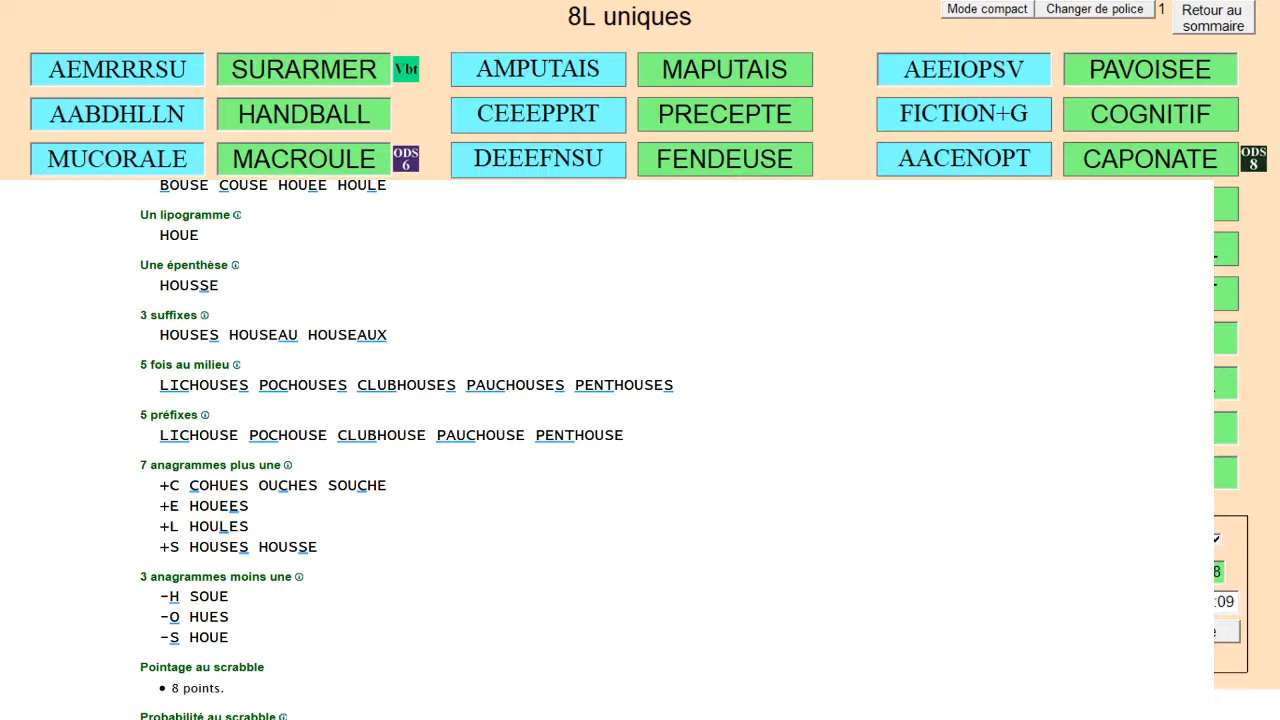 8L uniques
Mode compact Changer de police 1 Retour au sommaire
AEMRRRSU SURARMER Vbt AMPUTAIS MAPUTAIS AEEIOPSV PAVOISEE
AABDHLLN HANDBALL CEEEPPRT PRECEPTE FICTION+G COGNITIF
MUCORALE MACROULE ODS 6 DEEEFNSU FENDEUSE AACENOPT CAPONATE ODS 8
BOUSE COUSE HOUEE HOULE
Un lipogramme
HOUE
Une épenthèse
HOUSSE
3 suffixes
HOUSES HOUSEAU HOUSEAUX
5 fois au milieu
LICHOUSES POCHOUSES CLUBHOUSES PAUCHOUSES PENTHOUSES
5 préfixes
LICHOUSE POCHOUSE CLUBHOUSE PAUCHOUSE PENTHOUSE
7 anagrammes plus une
+C COHUES OUCHES SOUCHE
+E HOUEES
+L HOULES
+S HOUSES HOUSSE
3 anagrammes moins une
-H SOUE
8
-O HUES
:09
-S HOUE
e
Pointage au scrabble
• 8 points.
Probabilité au scrabble